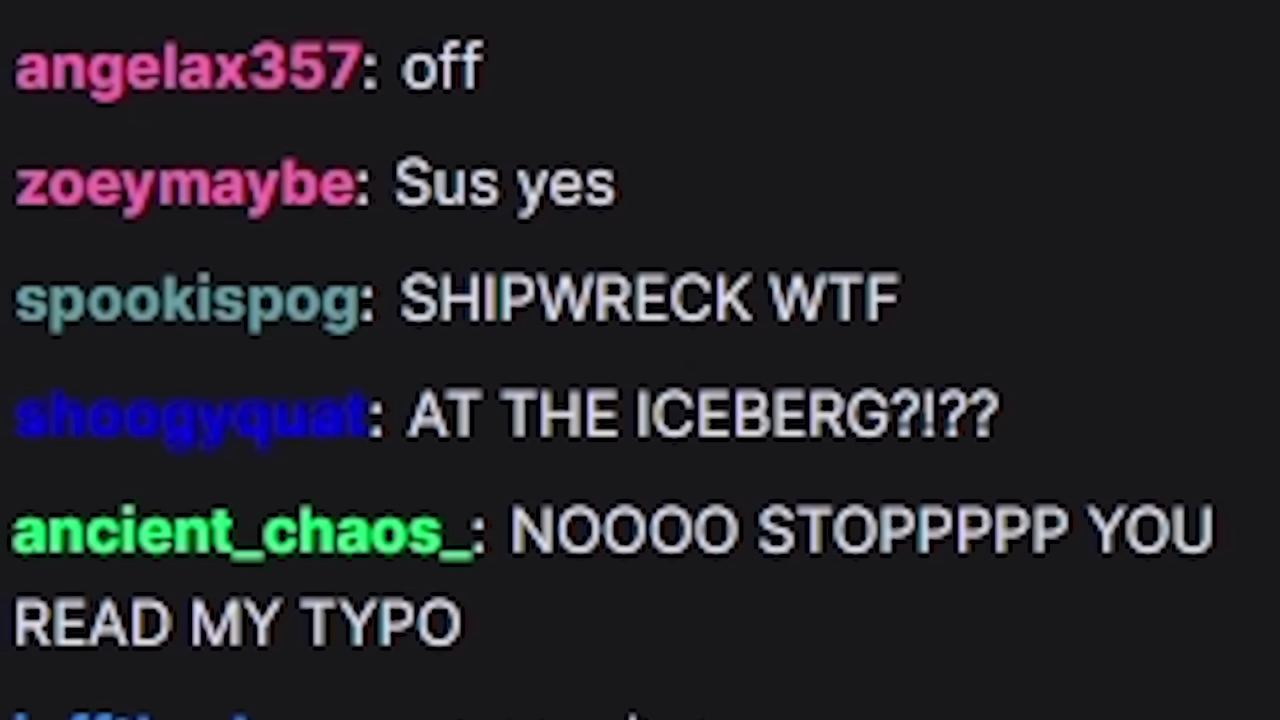 angelax357: off
zoeymaybe: Sus yes
spookispog: SHIPWRECK WTF
shoogyquat: AT THE ICEBERG?!??
ancient_chaos_: NOOOO STOPPPPP YOU
READ MY TYPO